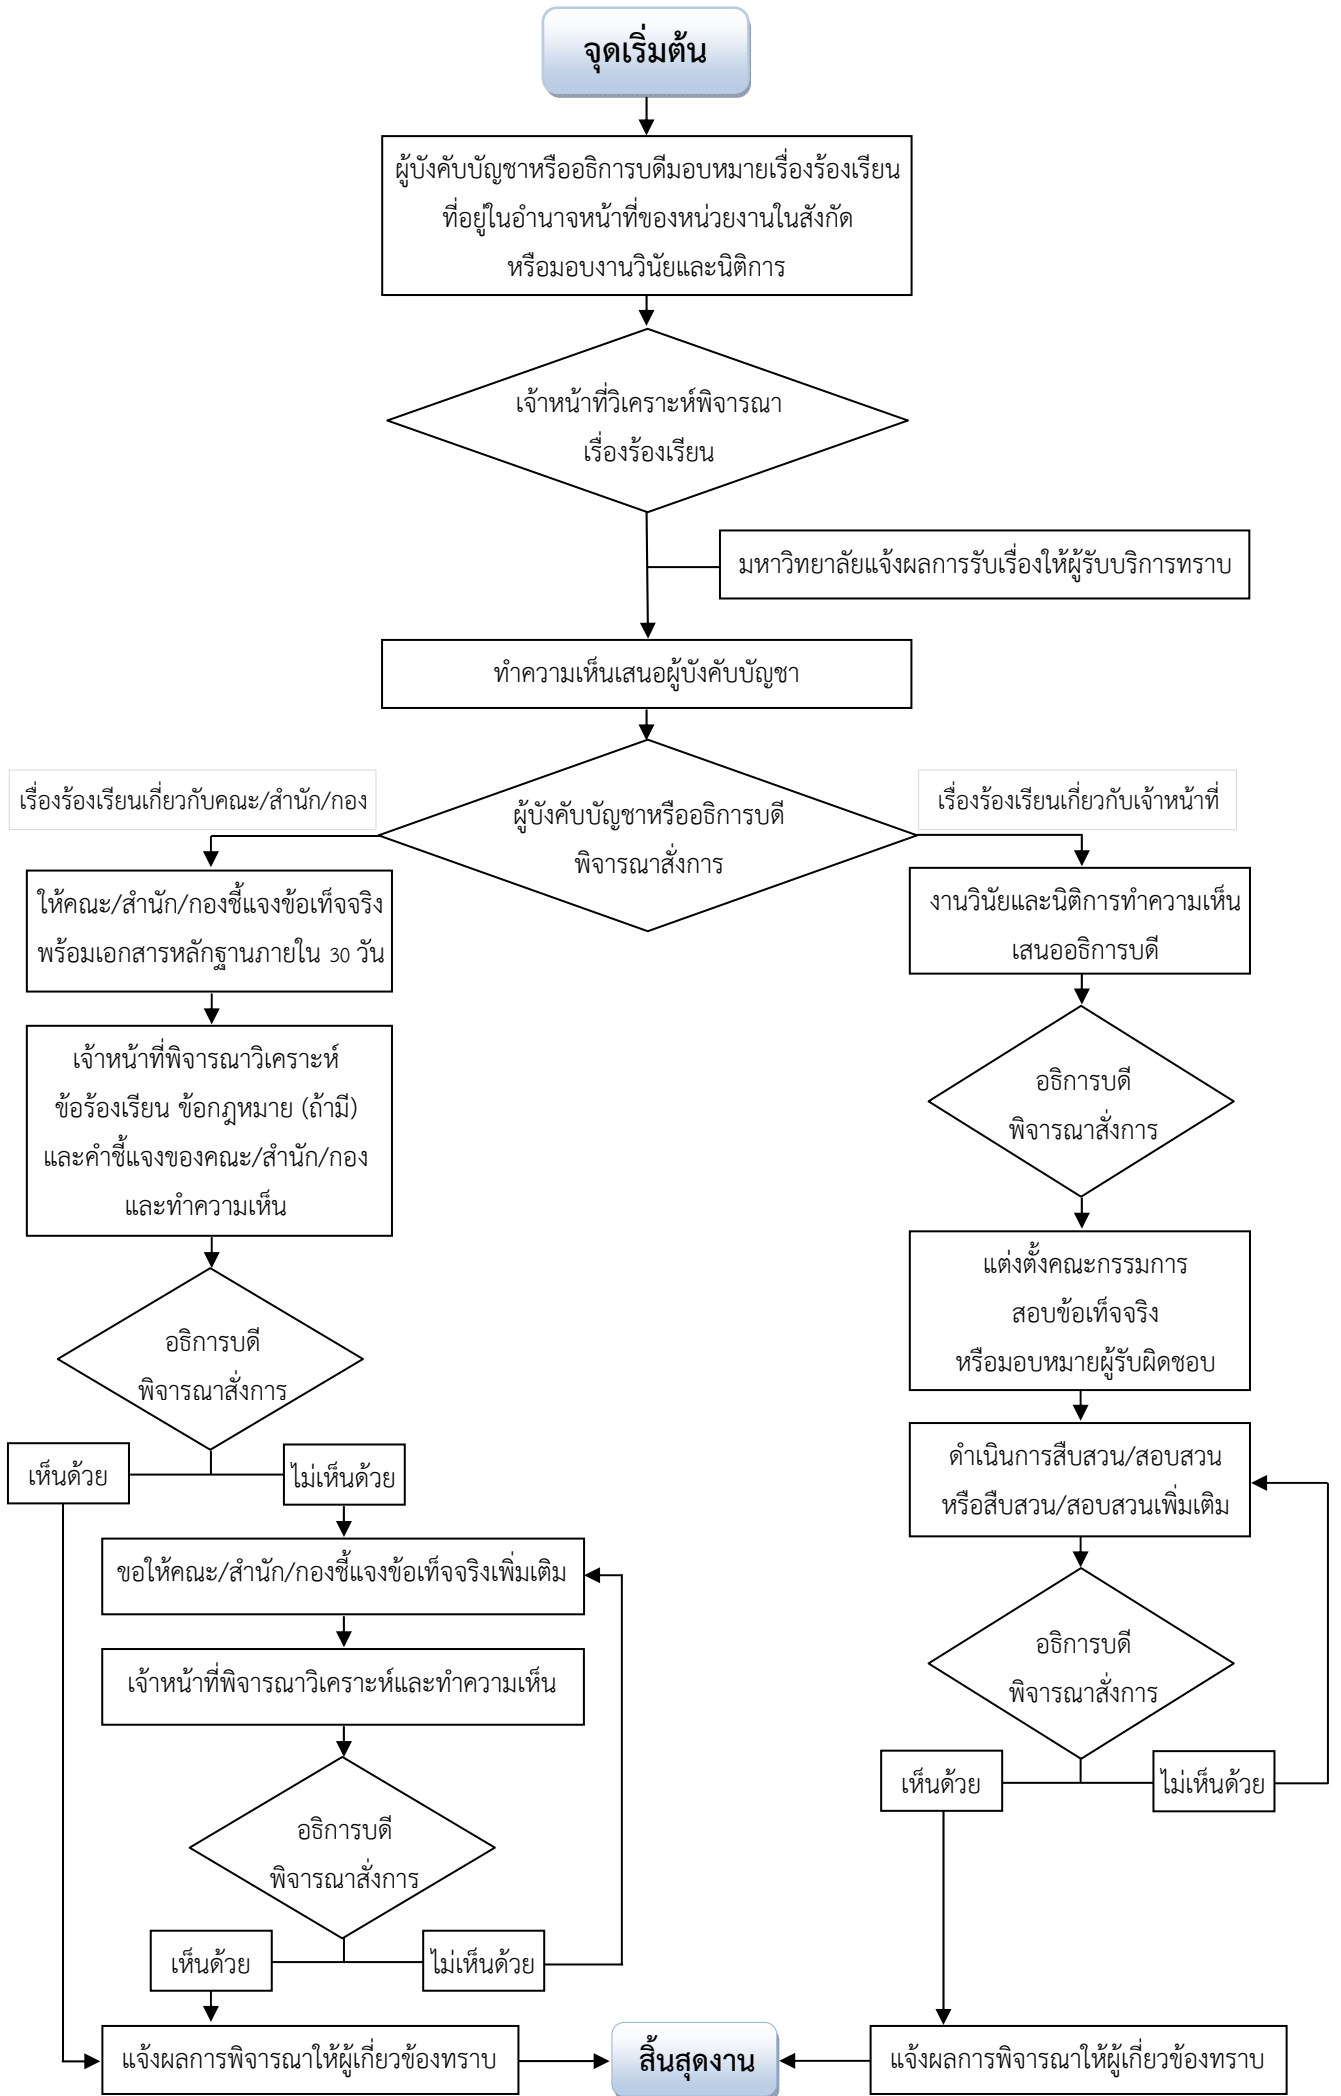 จุดเริ่มต้น
ผู้บังคับบัญชาหรืออธิการบดีมอบหมายเรื่องร้องเรียน
ที่อยู่ในอำนาจหน้าที่ของหน่วยงานในสังกัด
หรือมอบงานวินัยและนิติการ
เจ้าหน้าที่วิเคราะห์พิจารณา
เรื่องร้องเรียน
มหาวิทยาลัยแจ้งผลการรับเรื่องให้ผู้รับบริการทราบ
ทำความเห็นเสนอผู้บังคับบัญชา
เรื่องร้องเรียนเกี่ยวกับคณะ/สำนัก/กอง
ผู้บังคับบัญชาหรืออธิการบดี
พิจารณาสั่งการ
เรื่องร้องเรียนเกี่ยวกับเจ้าหน้าที่
ให้คณะ/สำนัก/กองชี้แจงข้อเท็จจริง
พร้อมเอกสารหลักฐานภายใน 30 วัน
เจ้าหน้าที่พิจารณาวิเคราะห์
ข้อร้องเรียน ข้อกฎหมาย (ถ้ามี)
และคำชี้แจงของคณะ/สำนัก/กอง
และทำความเห็น
อธิการบดี
พิจารณาสั่งการ
เห็นด้วย
ไม่เห็นด้วย
ขอให้คณะ/สำนัก/กองชี้แจงข้อเท็จจริงเพิ่มเติม
เจ้าหน้าที่พิจารณาวิเคราะห์และทำความเห็น
อธิการบดี
พิจารณาสั่งการ
เห็นด้วย
ไม่เห็นด้วย
แจ้งผลการพิจารณาให้ผู้เกี่ยวข้องทราบ
งานวินัยและนิติการทำความเห็น
เสนออธิการบดี
อธิการบดี
พิจารณาสั่งการ
แต่งตั้งคณะกรรมการ
สอบข้อเท็จจริง
หรือมอบหมายผู้รับผิดชอบ
ดำเนินการสืบสวน/สอบสวน
หรือสืบสวน/สอบสวนเพิ่มเติม
อธิการบดี
พิจารณาสั่งการ
เห็นด้วย
ไม่เห็นด้วย
แจ้งผลการพิจารณาให้ผู้เกี่ยวข้องทราบ
สิ้นสุดงาน